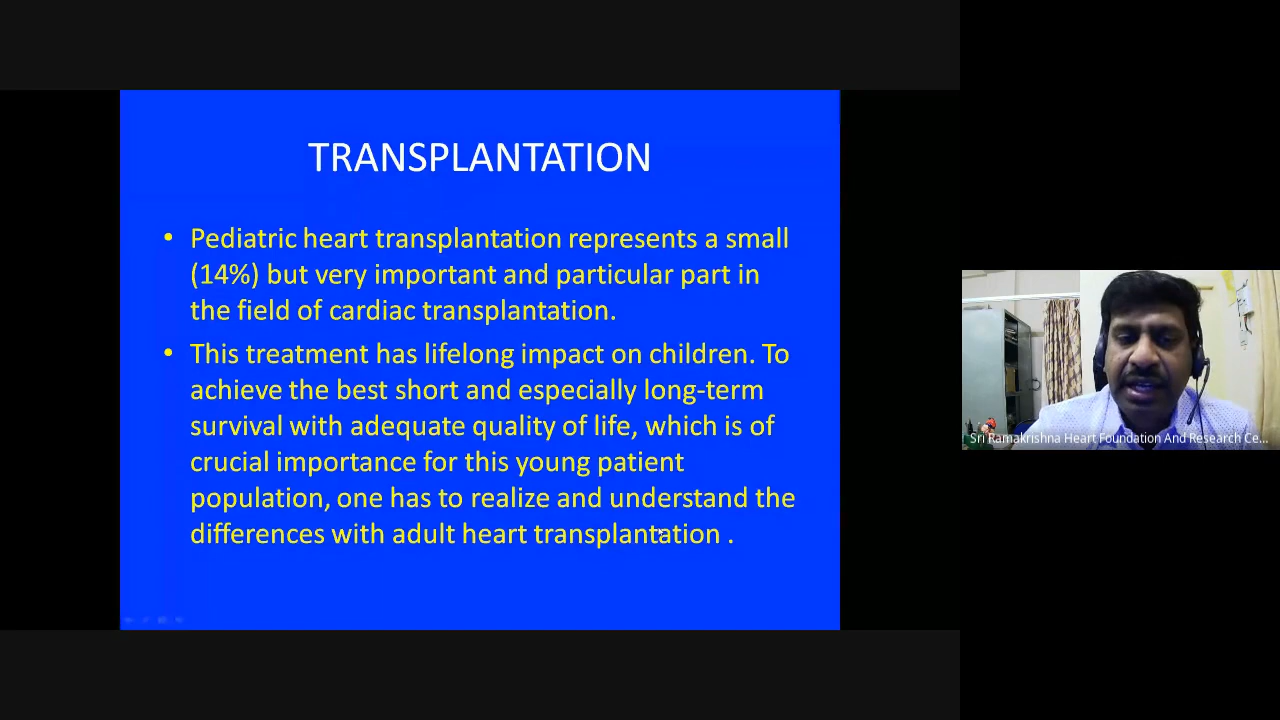 TRANSPLANTATION
• Pediatric heart transplantation represents a small
(14%) but very important and particular part in
the field of cardiac transplantation.
• This treatment has lifelong impact on children. To
achieve the best short and especially long-term
survival with adequate quality of life, which is of
crucial importance for this young patient
population, one has to realize and understand the
differences with adult heart transplantation .
Sri Ramakrishna Heart Foundation And Research Ce...